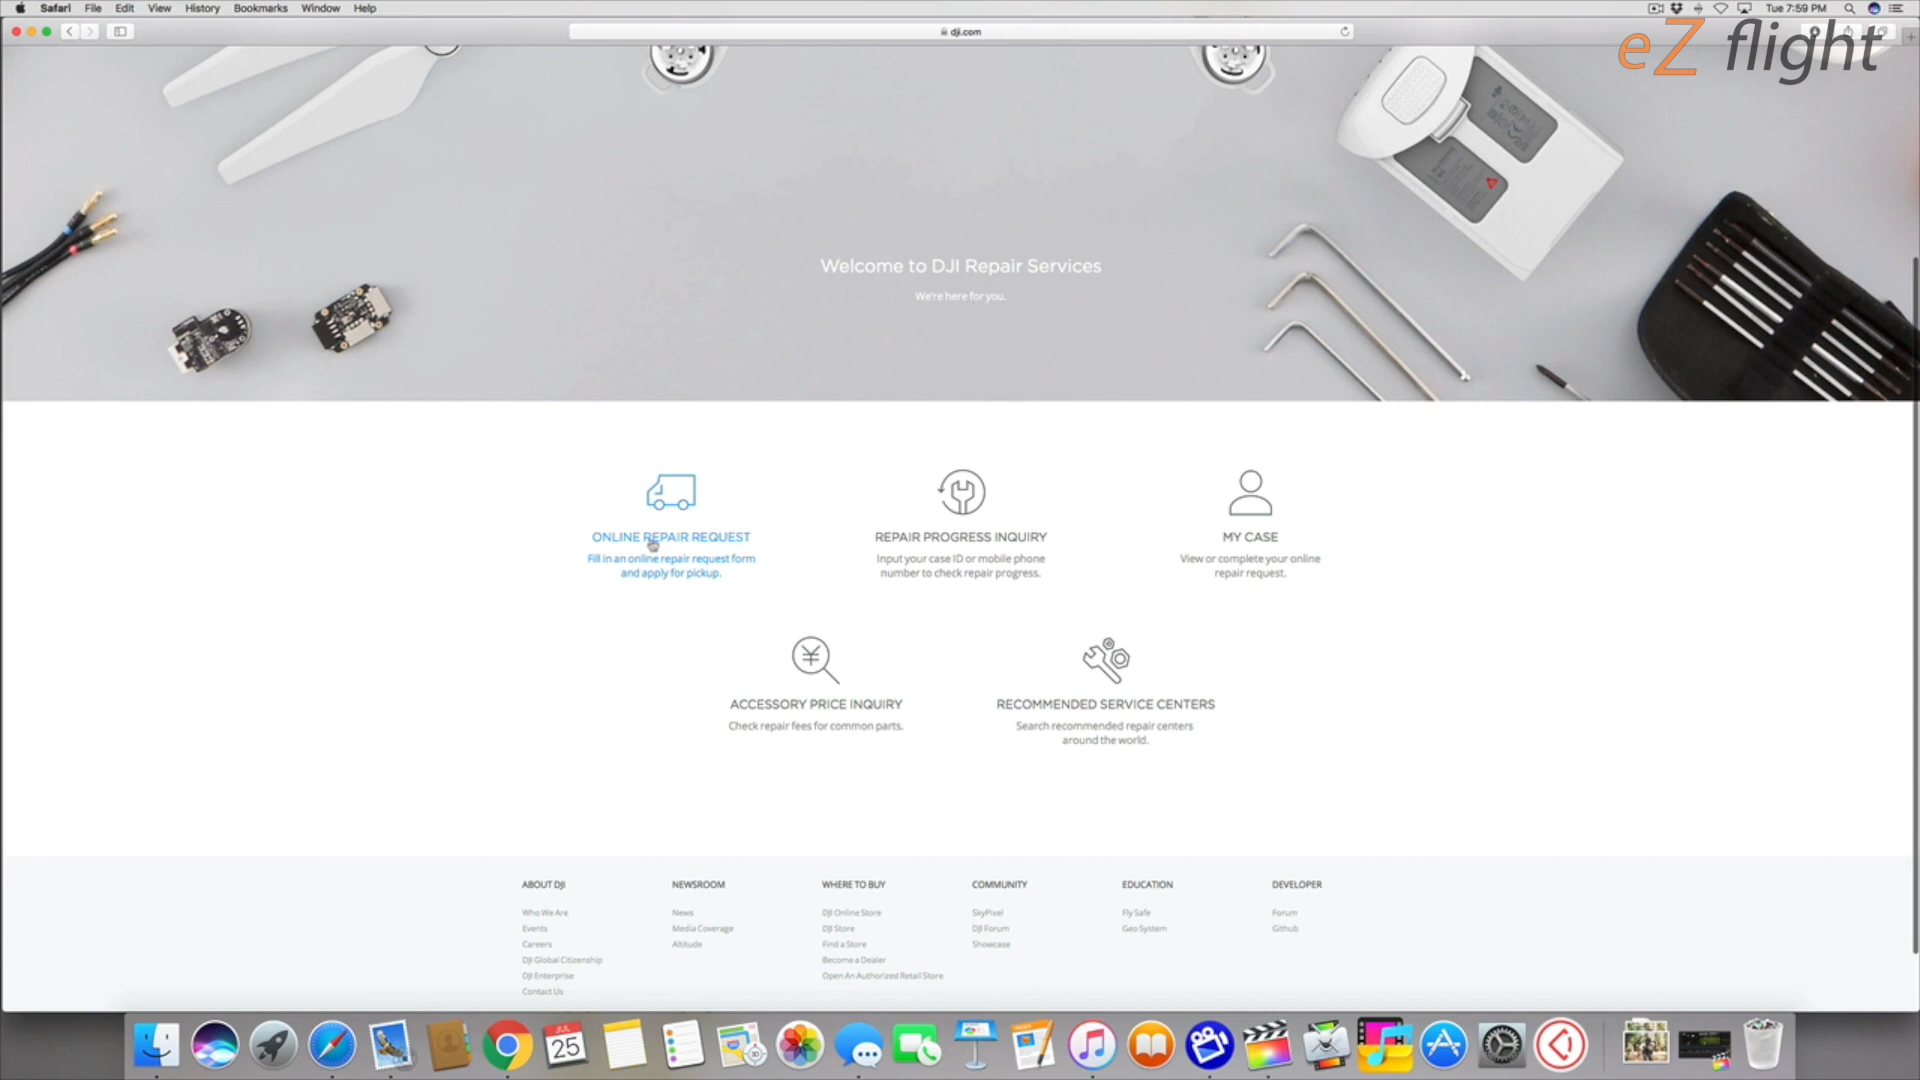 Safari File Edit View History Bookmarks Window Help
Tue 7:59 PM
dji.com
eZ flight
Welcome to DJI Repair Services
We're here for you.
ONLINE REPAIR REQUEST
Fill in an online repair request form
and apply for pickup.
REPAIR PROGRESS INQUIRY
Input your case ID or mobile phone
number to check repair progress.
MY CASE
View or complete your online
repair request.
ACCESSORY PRICE INQUIRY
Check repair fees for common parts.
RECOMMENDED SERVICE CENTERS
Search recommended repair centers
around the world.
ABOUT DJI
Who We Are
Events
Careers
DJI Global Citizenship
DJI Enterprise
Contact Us
NEWSROOM
News
Media Coverage
Altitude
WHERE TO BUY
DJI Online Store
DJI Store
Find a Store
Become a Dealer
Open An Authorized Retail Store
COMMUNITY
SkyPixel
DJI Forum
Showcase
EDUCATION
Fly Safe
Geo System
DEVELOPER
Forum
Github
JUL
25